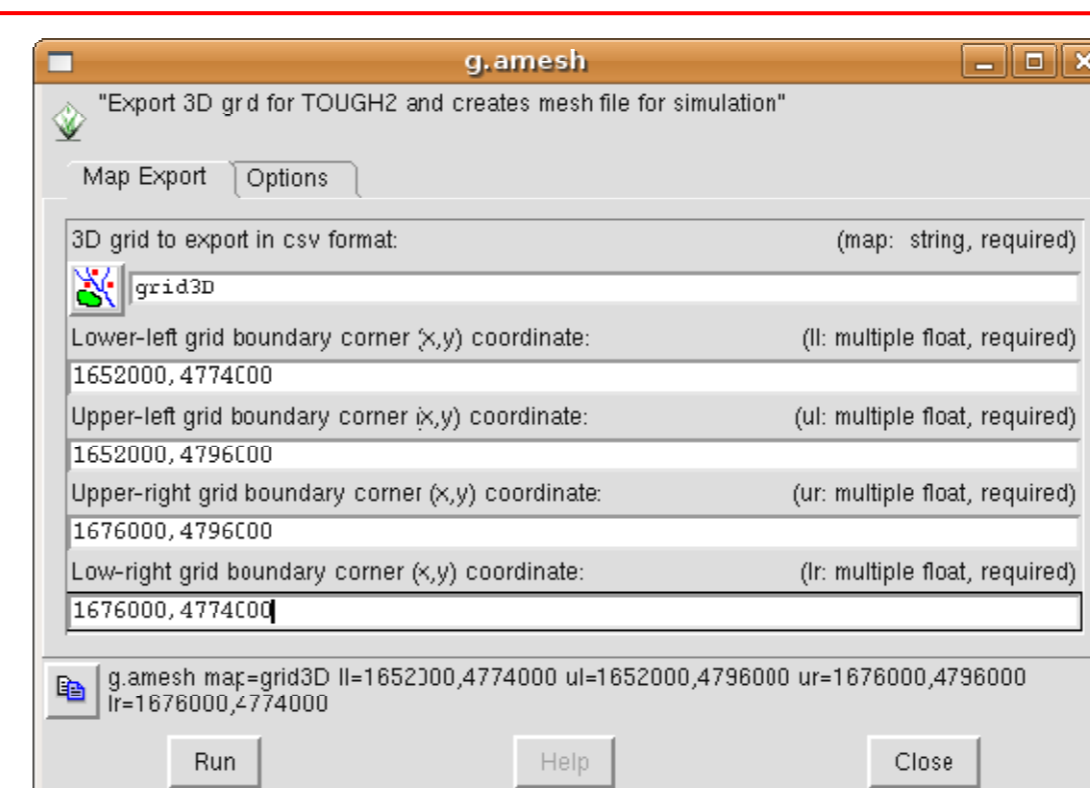 g.amesh
"Export 3D grid for TOUGH2 and creates mesh file for simulation"
Map Export Options
3D grid to export in csv format: (map: string, required)
grid3D
Lower-left grid boundary corner (x,y) coordinate: (ll: multiple float, required)
1652000,4774000
Upper-left grid boundary corner (x,y) coordinate: (ul: multiple float, required)
1652000,4796000
Upper-right grid boundary corner (x,y) coordinate: (ur: multiple float, required)
1676000,4796000
Low-right grid boundary corner (x,y) coordinate: (lr: multiple float, required)
1676000,4774000
g.amesh map=grid3D ll=1652000,4774000 ul=1652000,4796000 ur=1676000,4796000
lr=1676000,4774000
Run Help Close